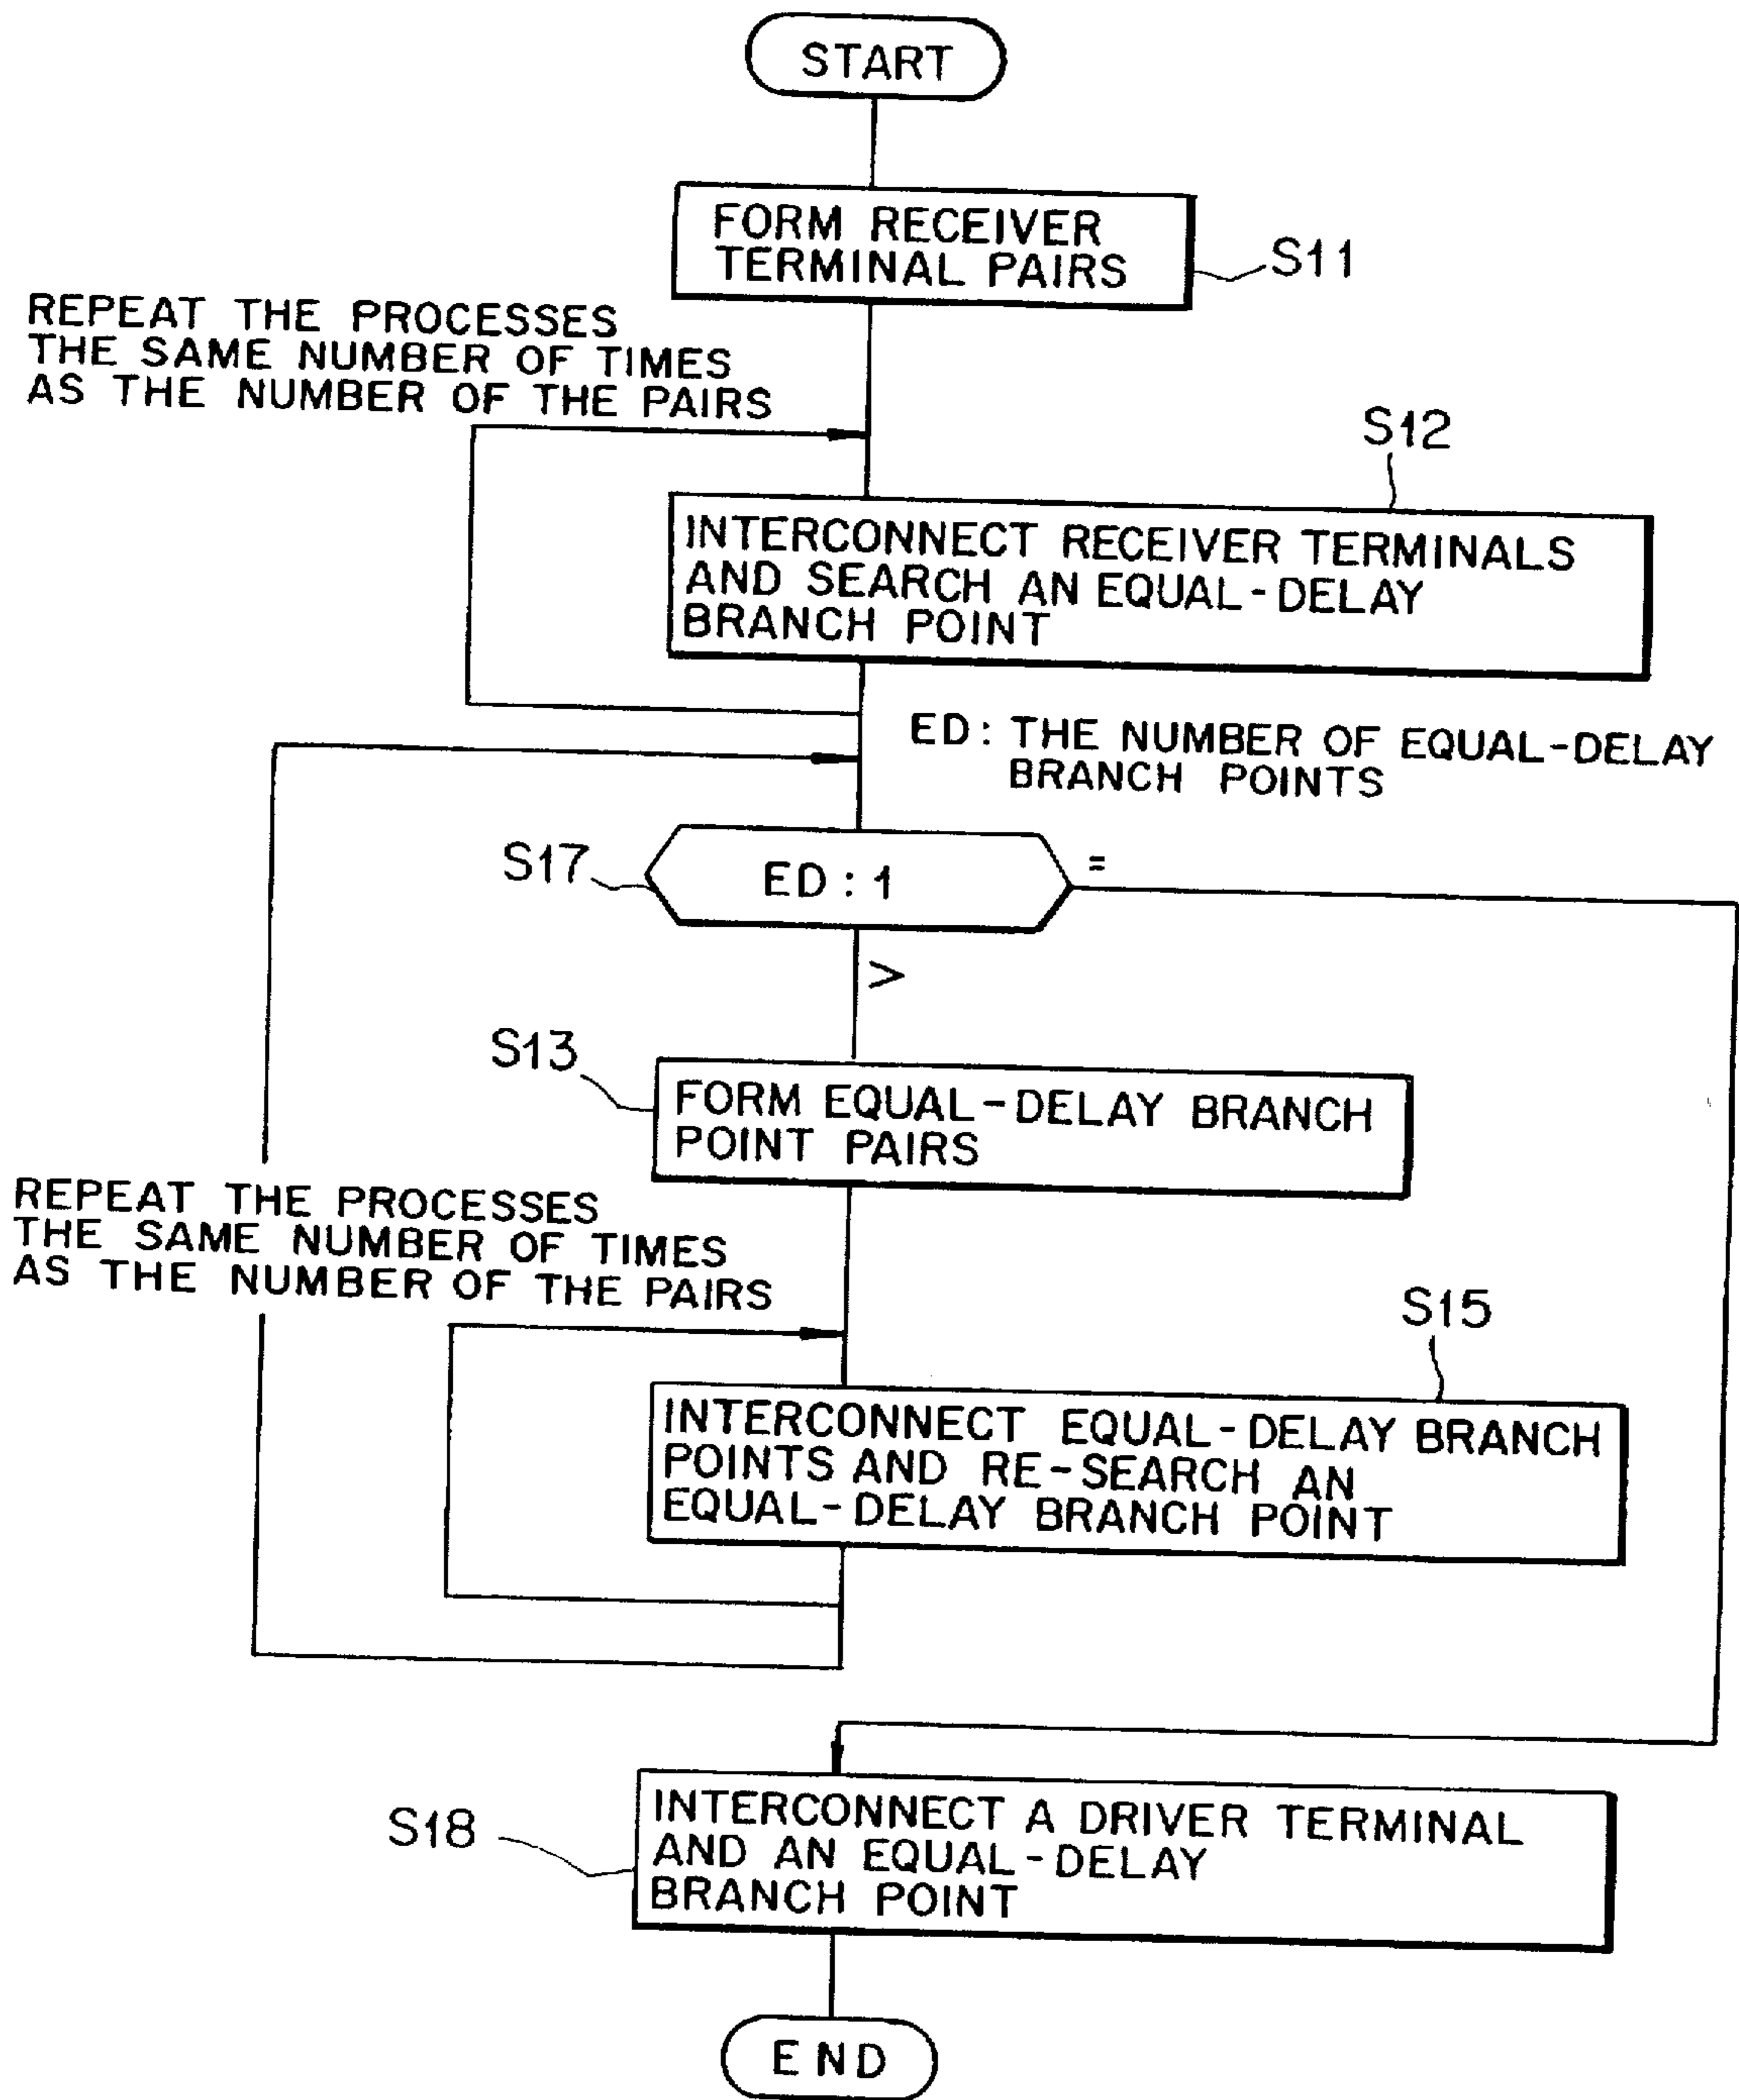 START
FORM RECEIVER
TERMINAL PAIRS
S11
REPEAT THE PROCESSES
THE SAME NUMBER OF TIMES
AS THE NUMBER OF THE PAIRS
S12
INTERCONNECT RECEIVER TERMINALS
AND SEARCH AN EQUAL-DELAY
BRANCH POINT
ED: THE NUMBER OF EQUAL-DELAY
BRANCH POINTS
S17
ED : 1
=
>
S13
FORM EQUAL-DELAY BRANCH
POINT PAIRS
REPEAT THE PROCESSES
THE SAME NUMBER OF TIMES
AS THE NUMBER OF THE PAIRS
S15
INTERCONNECT EQUAL-DELAY BRANCH
POINTS AND RE-SEARCH AN
EQUAL-DELAY BRANCH POINT
S18
INTERCONNECT A DRIVER TERMINAL
AND AN EQUAL-DELAY
BRANCH POINT
END